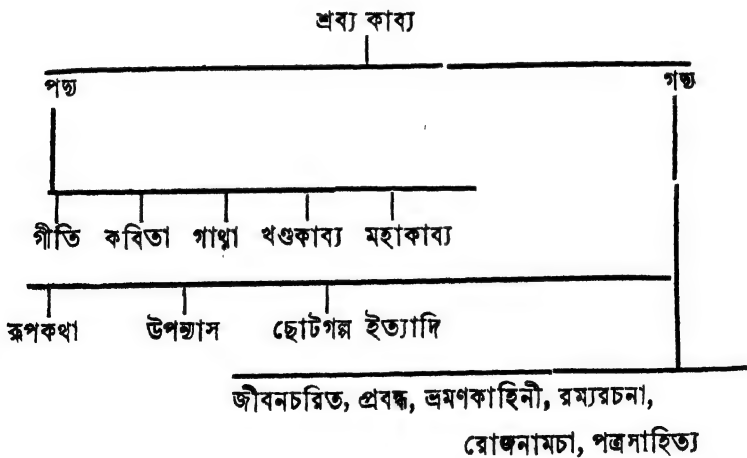 শ্রব্য কাব্য
পদ্য গদ্য
গীতি কবিতা গাথা খণ্ডকাব্য মহাকাব্য
রূপকথা উপন্যাস ছোটগল্প ইত্যাদি
জীবনচরিত, প্রবন্ধ, ভ্রমণকাহিনী, রম্যরচনা,
রোজনামচা, পত্রসাহিত্য